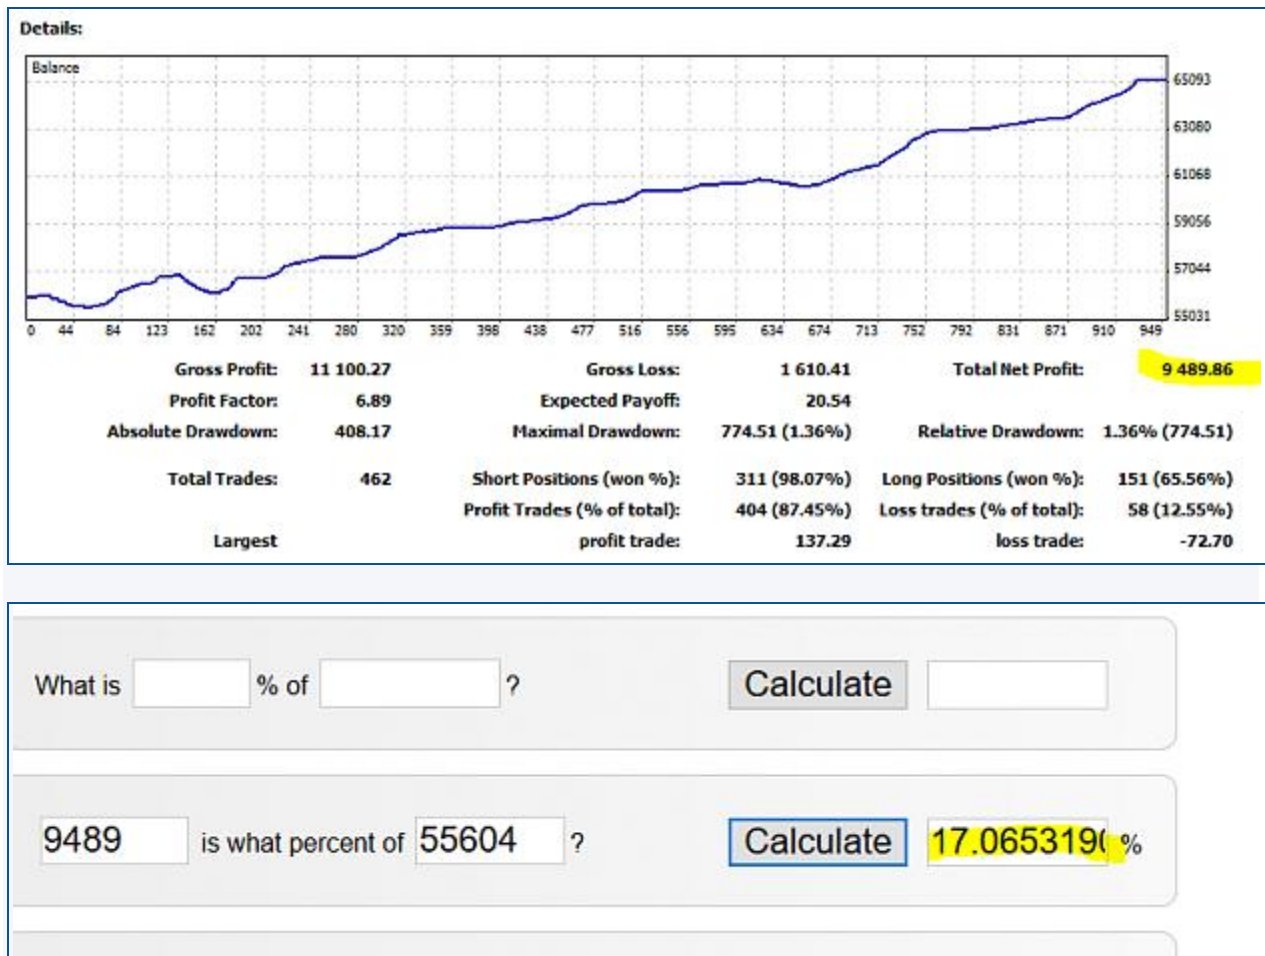 Details:
Balance
65093
63080
61068
59056
57044
55031
0 44 84 123 162 202 241 280 320 359 398 438 477 516 556 595 634 674 713 752 792 831 871 910 949
Gross Profit: 11 100.27 Gross Loss: 1 610.41 Total Net Profit: 9 489.86
Profit Factor: 6.89 Expected Payoff: 20.54
Absolute Drawdown: 408.17 Maximal Drawdown: 774.51 (1.36%) Relative Drawdown: 1.36% (774.51)
Total Trades: 462 Short Positions (won %): 311 (98.07%) Long Positions (won %): 151 (65.56%)
Profit Trades (% of total): 404 (87.45%) Loss trades (% of total): 58 (12.55%)
Largest profit trade: 137.29 loss trade: -72.70
What is % of ? Calculate
9489 is what percent of 55604 ? Calculate 17.0653190 %